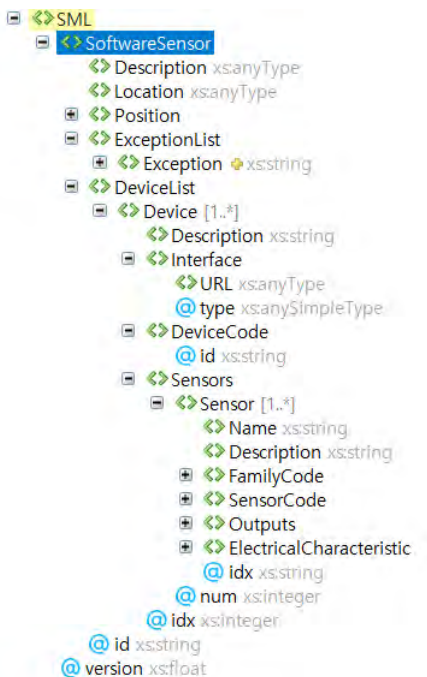 SML
SoftwareSensor
Description xs:anyType
Location xs:anyType
Position
ExceptionList
Exception xs:string
DeviceList
Device [1..*]
Description xs:string
Interface
URL xs:anyType
@ type xs:anySimpleType
DeviceCode
@ id xs:string
Sensors
Sensor [1..*]
Name xs:string
Description xs:string
FamilyCode
SensorCode
Outputs
ElectricalCharacteristic
@ idx xs:string
@ num xs:integer
@ idx xs:integer
@ id xs:string
@ version xs:float